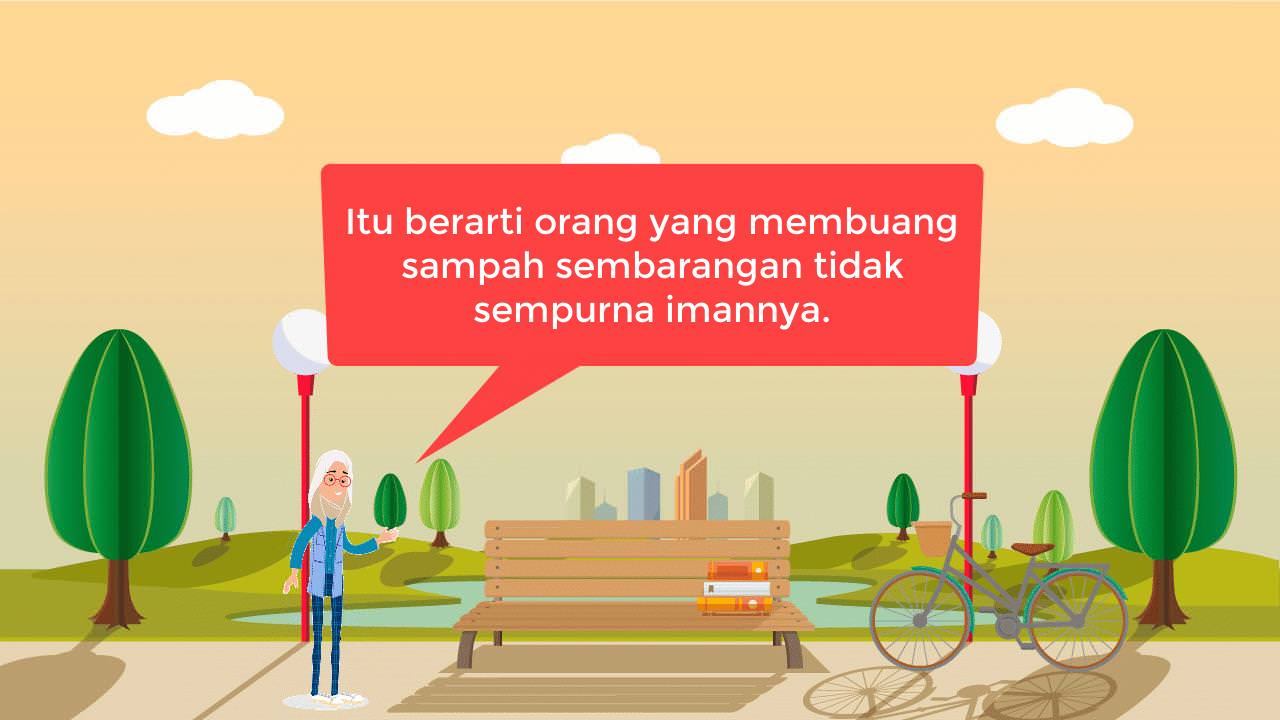 Itu berarti orang yang membuang
sampah sembarangan tidak
sempurna imannya.